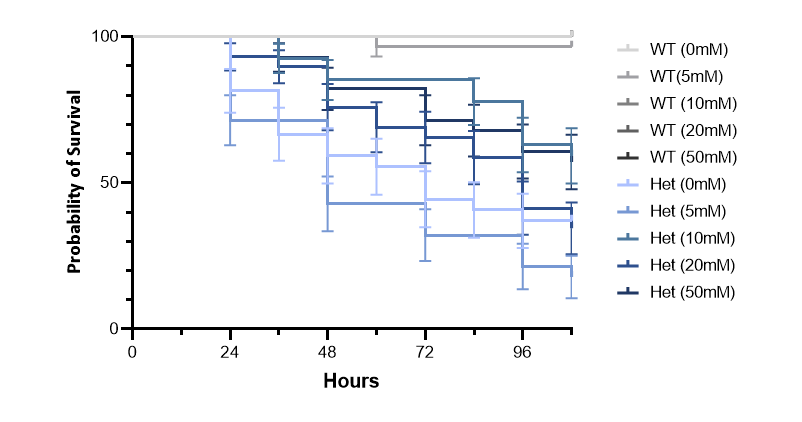 Probability of Survival
100
50
0
0 24 48 72 96
Hours
WT (0mM)
WT(5mM)
WT (10mM)
WT (20mM)
WT (50mM)
Het (0mM)
Het (5mM)
Het (10mM)
Het (20mM)
Het (50mM)